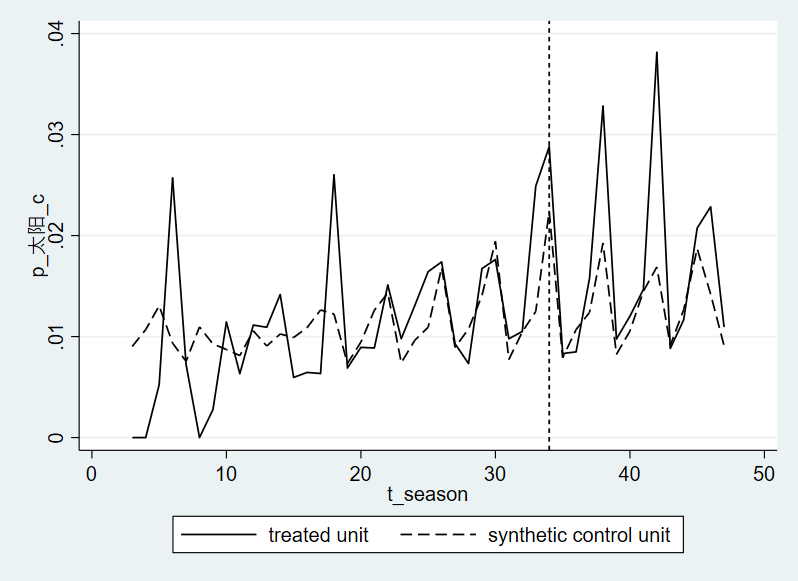 .04
.03
.02
.01
0
p_太阳_c
0 10 20 30 40 50
t_season
treated unit synthetic control unit